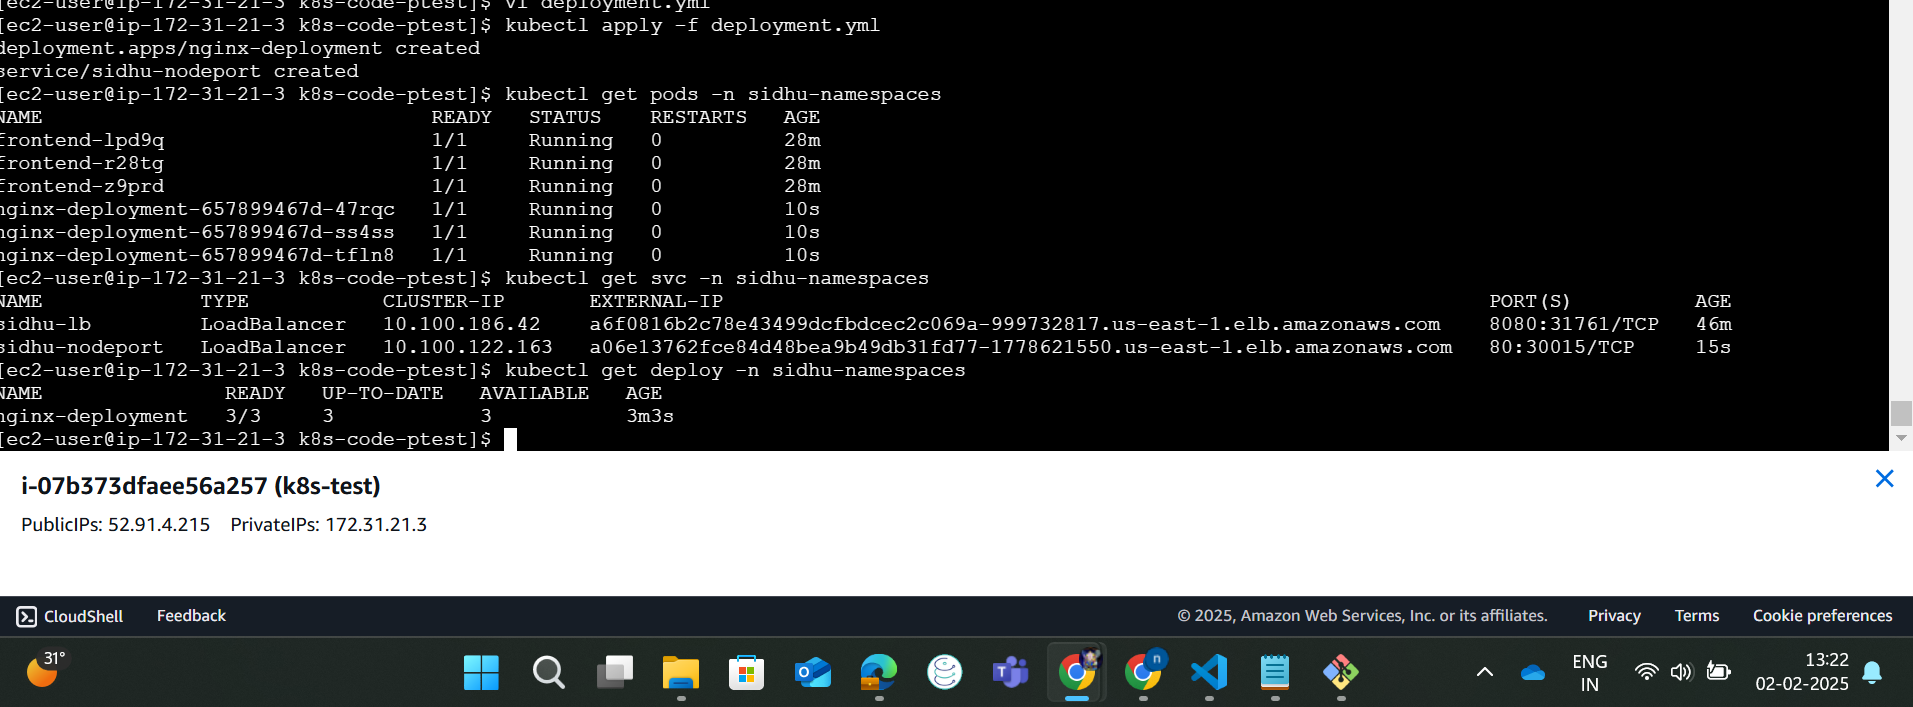 [ec2-user@ip-172-31-21-3 k8s-code-ptest]$ vi deployment.yml
[ec2-user@ip-172-31-21-3 k8s-code-ptest]$ kubectl apply -f deployment.yml
deployment.apps/nginx-deployment created
service/sidhu-nodeport created
[ec2-user@ip-172-31-21-3 k8s-code-ptest]$ kubectl get pods -n sidhu-namespaces
NAME READY STATUS RESTARTS AGE
frontend-lpd9q 1/1 Running 0 28m
frontend-r28tg 1/1 Running 0 28m
frontend-z9prd 1/1 Running 0 28m
nginx-deployment-657899467d-47rqc 1/1 Running 0 10s
nginx-deployment-657899467d-ss4ss 1/1 Running 0 10s
nginx-deployment-657899467d-tfln8 1/1 Running 0 10s
[ec2-user@ip-172-31-21-3 k8s-code-ptest]$ kubectl get svc -n sidhu-namespaces
NAME TYPE CLUSTER-IP EXTERNAL-IP PORT(S) AGE
sidhu-lb LoadBalancer 10.100.186.42 a6f0816b2c78e43499dcfbdcec2c069a-999732817.us-east-1.elb.amazonaws.com 8080:31761/TCP 46m
sidhu-nodeport LoadBalancer 10.100.122.163 a06e13762fce84d48bea9b49db31fd77-1778621550.us-east-1.elb.amazonaws.com 80:30015/TCP 15s
[ec2-user@ip-172-31-21-3 k8s-code-ptest]$ kubectl get deploy -n sidhu-namespaces
NAME READY UP-TO-DATE AVAILABLE AGE
nginx-deployment 3/3 3 3 3m3s
[ec2-user@ip-172-31-21-3 k8s-code-ptest]$
i-07b373dfaee56a257 (k8s-test)
PublicIPs: 52.91.4.215 PrivateIPs: 172.31.21.3
CloudShell Feedback © 2025, Amazon Web Services, Inc. or its affiliates. Privacy Terms Cookie preferences
31°
ENG
IN
13:22
02-02-2025